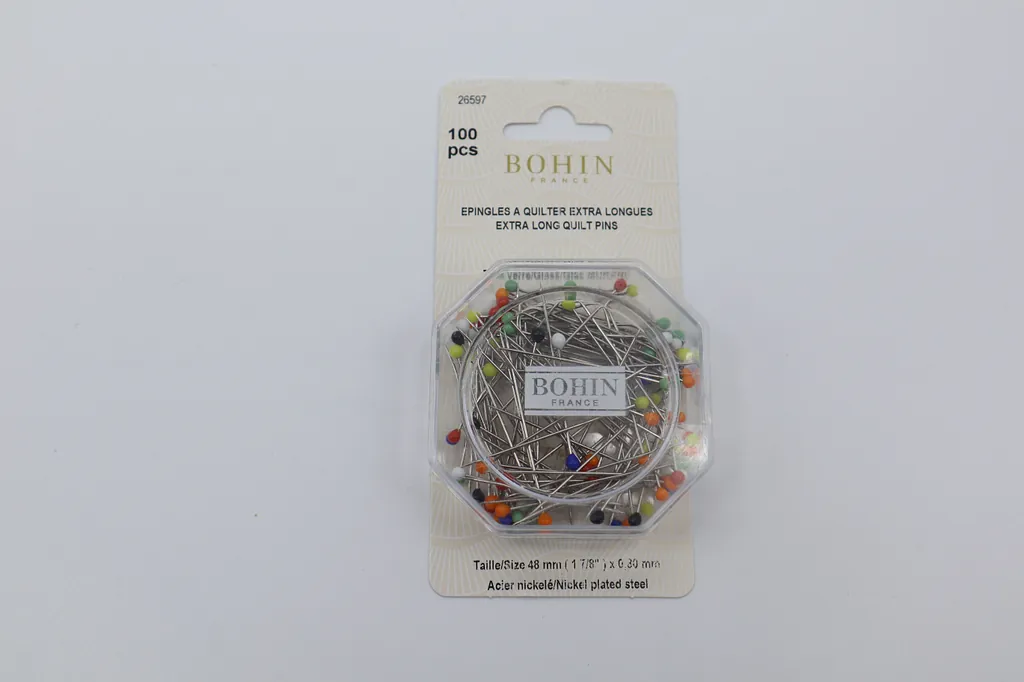 26597
100
pcs
BOHIN
FRANCE
EPINGLES A QUILTER EXTRA LONGUES
EXTRA LONG QUILT PINS
BOHIN
FRANCE
Taille/Size 48 mm ( 1 7/8" ) x 0.80 mm
Acier nickelé/Nickel plated steel